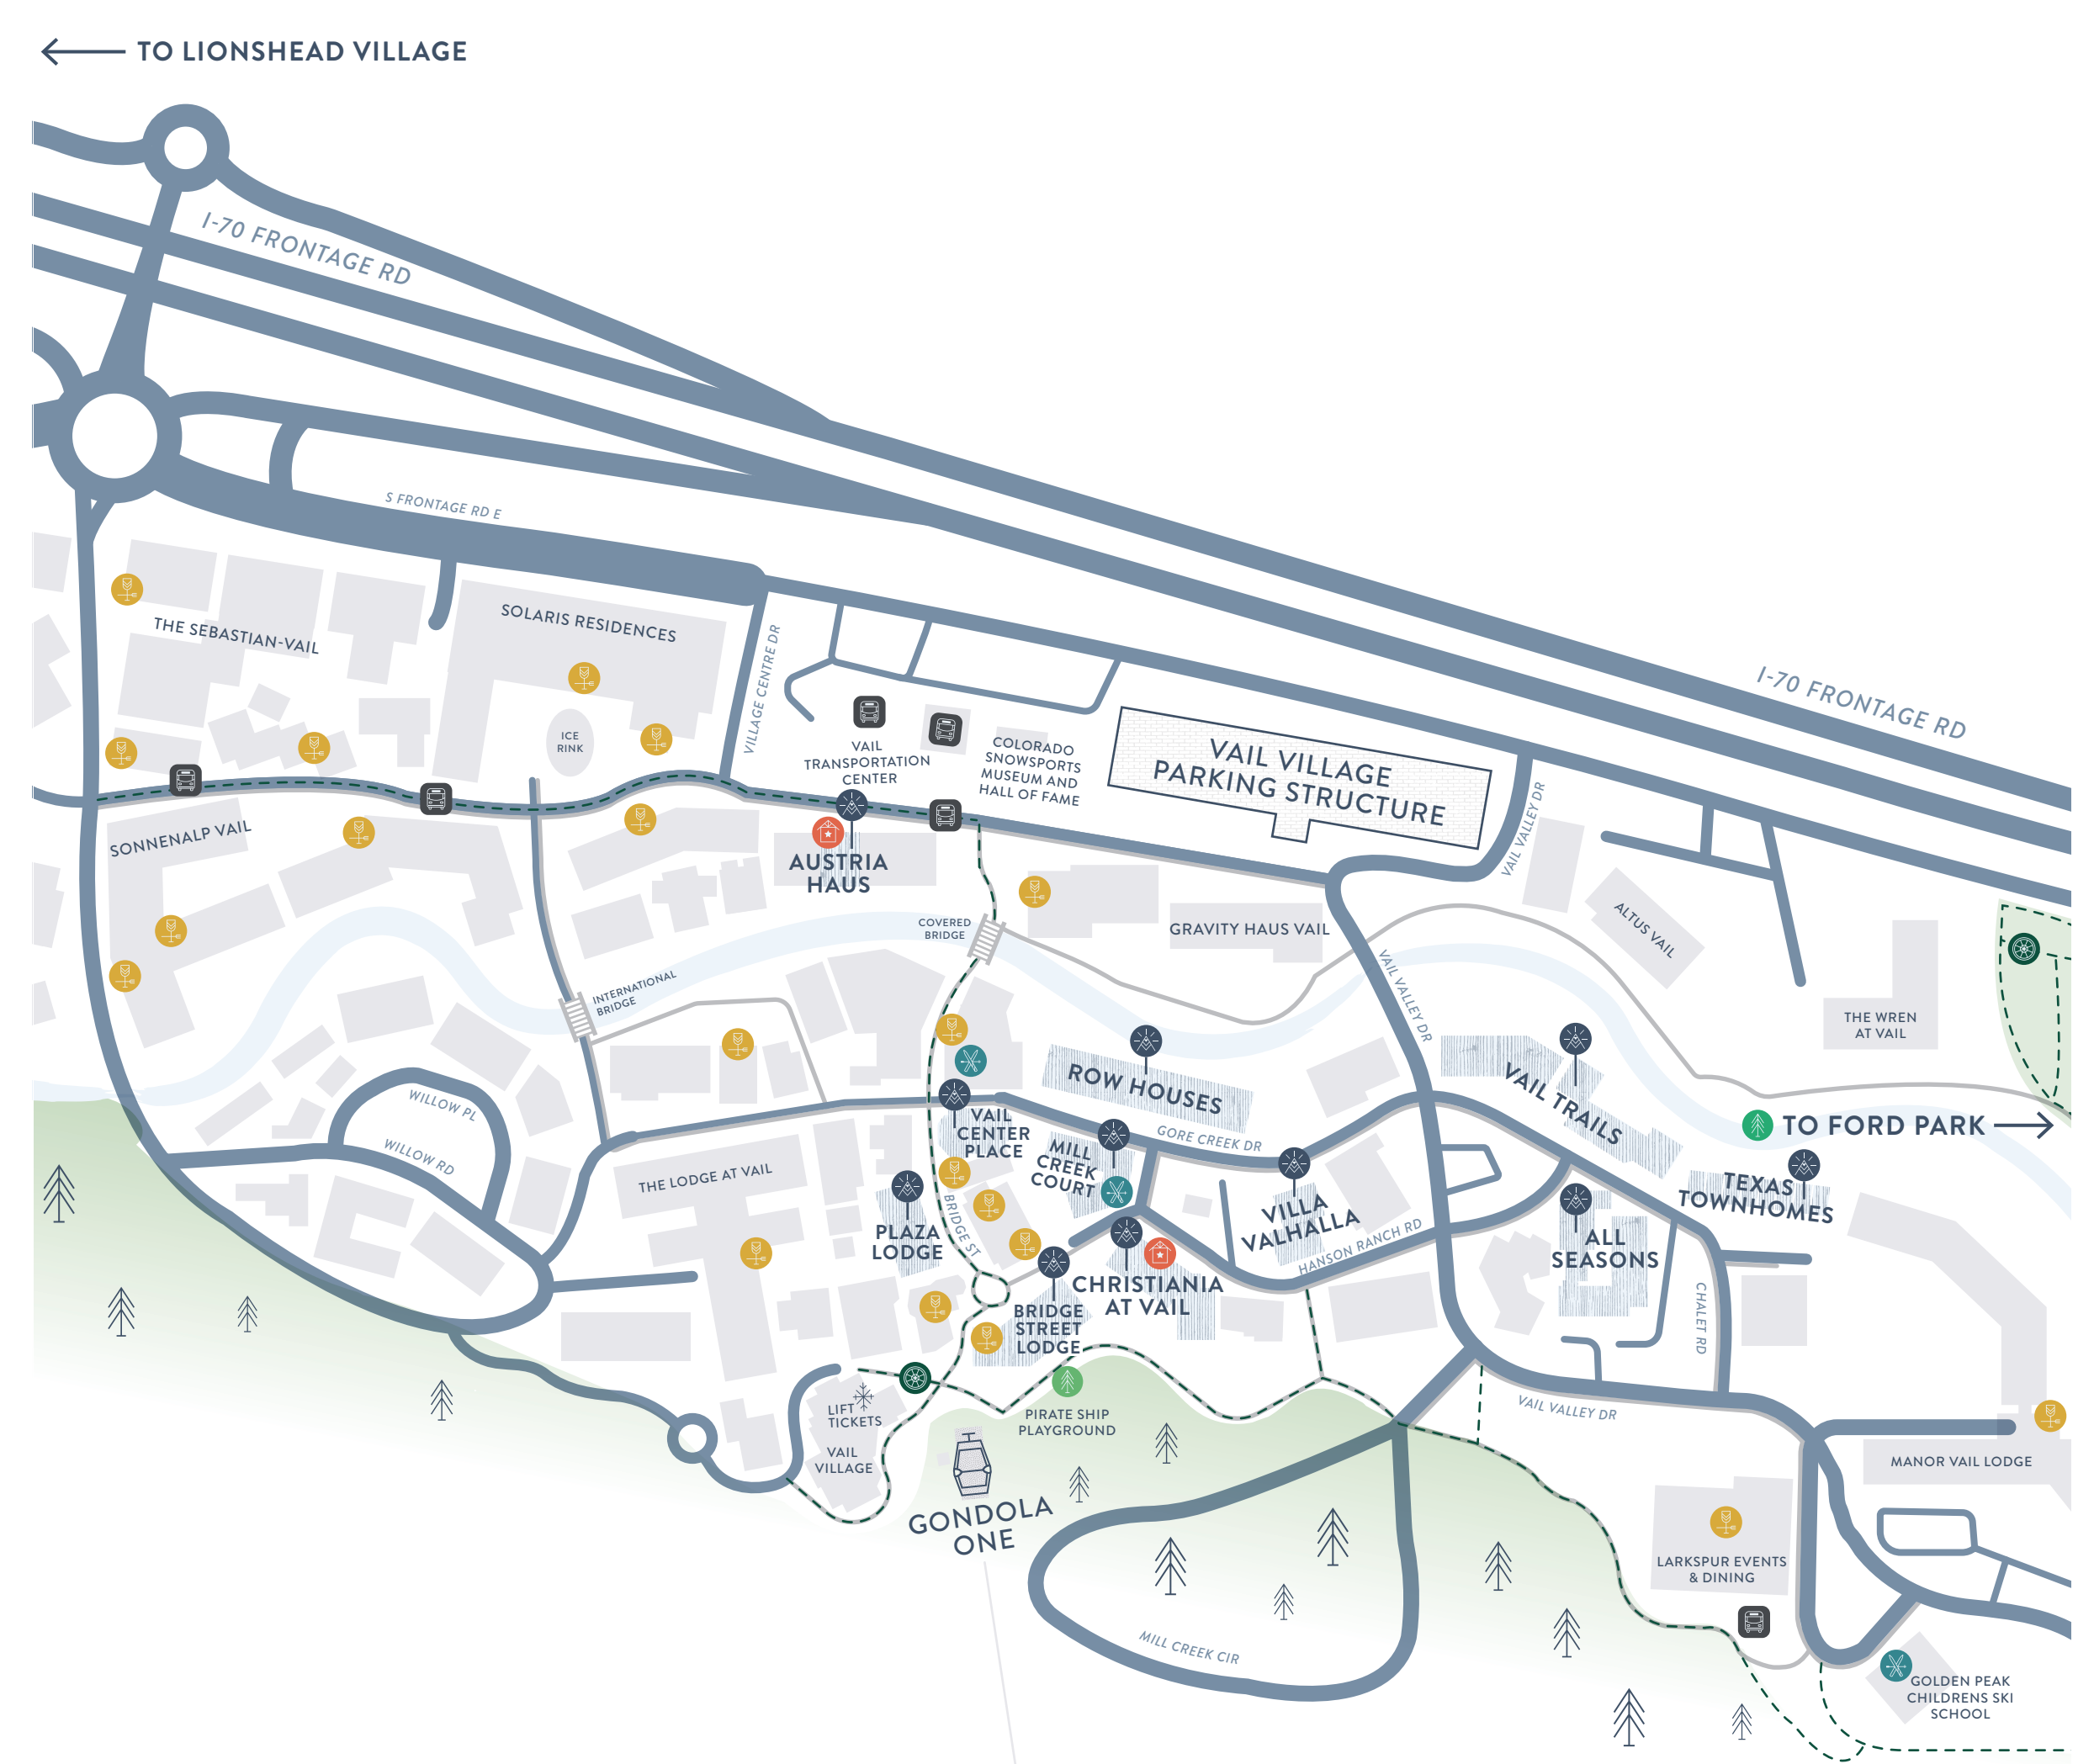 TO LIONSHEAD VILLAGE
I-70 FRONTAGE RD
S FRONTAGE RD E
THE SEBASTIAN-VAIL
SOLARIS RESIDENCES
ICE
RINK
VILLAGE CENTRE DR
VAIL
TRANSPORTATION
CENTER
COLORADO
SNOWSPORTS
MUSEUM AND
HALL OF FAME
VAIL VILLAGE
PARKING STRUCTURE
I-70 FRONTAGE RD
VAIL VALLEY DR
SONNENALP VAIL
AUSTRIA
HAUS
COVERED
BRIDGE
GRAVITY HAUS VAIL
ALTUS VAIL
THE WREN
AT VAIL
INTERNATIONAL
BRIDGE
VAIL VALLEY DR
WILLOW PL
WILLOW RD
ROW HOUSES
VAIL TRAILS
TO FORD PARK
VAIL
CENTER
PLACE
MILL
CREEK
COURT
GORE CREEK DR
THE LODGE AT VAIL
TEXAS
TOWNHOMES
BRIDGE ST
PLAZA
LODGE
VILLA
VALHALLA
HANSON RANCH RD
ALL
SEASONS
CHRISTIANIA
AT VAIL
BRIDGE
STREET
LODGE
CHALET RD
LIFT
TICKETS
VAIL
VILLAGE
PIRATE SHIP
PLAYGROUND
VAIL VALLEY DR
MANOR VAIL LODGE
GONDOLA
ONE
LARKSPUR EVENTS
& DINING
MILL CREEK CIR
GOLDEN PEAK
CHILDRENS SKI
SCHOOL